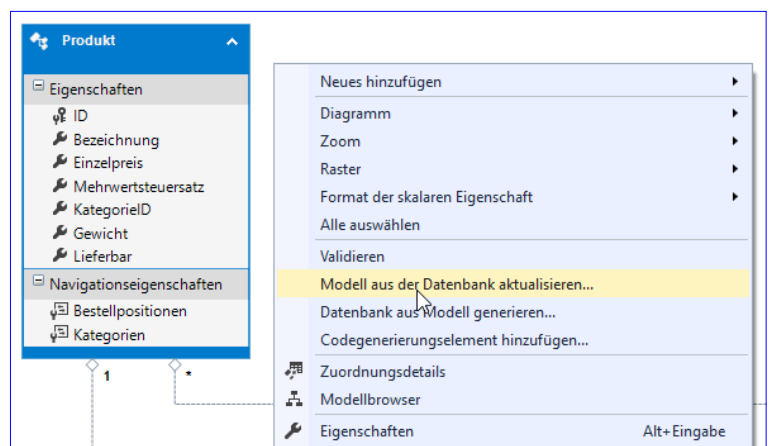 Produkt
Eigenschaften
ID
Bezeichnung
Einzelpreis
Mehrwertsteuersatz
KategorieID
Gewicht
Lieferbar
Navigationseigenschaften
Bestellpositionen
Kategorien
1
*
Neues hinzufügen
Diagramm
Zoom
Raster
Format der skalaren Eigenschaft
Alle auswählen
Validieren
Modell aus der Datenbank aktualisieren...
Datenbank aus Modell generieren...
Codegenerierungselement hinzufügen...
Zuordnungsdetails
Modellbrowser
Eigenschaften Alt+Eingabe